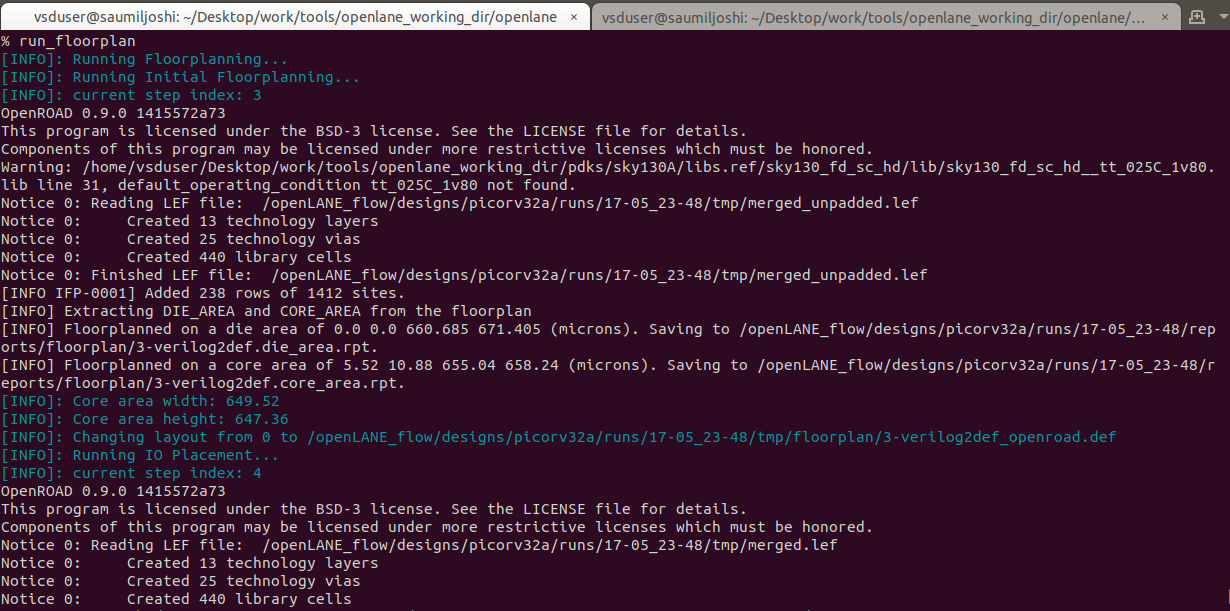 vsduser@saumiljoshi: ~/Desktop/work/tools/openlane_working_dir/openlane ×
vsduser@saumiljoshi: ~/Desktop/work/tools/openlane_working_dir/openlane/... ×
% run_floorplan
[INFO]: Running Floorplanning...
[INFO]: Running Initial Floorplanning...
[INFO]: current step index: 3
OpenROAD 0.9.0 1415572a73
This program is licensed under the BSD-3 license. See the LICENSE file for details.
Components of this program may be licensed under more restrictive licenses which must be honored.
Warning: /home/vsduser/Desktop/work/tools/openlane_working_dir/pdks/sky130A/libs.ref/sky130_fd_sc_hd/lib/sky130_fd_sc_hd__tt_025C_1v80.
lib line 31, default_operating_condition tt_025C_1v80 not found.
Notice 0: Reading LEF file:  /openLANE_flow/designs/picorv32a/runs/17-05_23-48/tmp/merged_unpadded.lef
Notice 0:     Created 13 technology layers
Notice 0:     Created 25 technology vias
Notice 0:     Created 440 library cells
Notice 0: Finished LEF file:  /openLANE_flow/designs/picorv32a/runs/17-05_23-48/tmp/merged_unpadded.lef
[INFO IFP-0001] Added 238 rows of 1412 sites.
[INFO] Extracting DIE_AREA and CORE_AREA from the floorplan
[INFO] Floorplanned on a die area of 0.0 0.0 660.685 671.405 (microns). Saving to /openLANE_flow/designs/picorv32a/runs/17-05_23-48/rep
orts/floorplan/3-verilog2def.die_area.rpt.
[INFO] Floorplanned on a core area of 5.52 10.88 655.04 658.24 (microns). Saving to /openLANE_flow/designs/picorv32a/runs/17-05_23-48/r
eports/floorplan/3-verilog2def.core_area.rpt.
[INFO]: Core area width: 649.52
[INFO]: Core area height: 647.36
[INFO]: Changing layout from 0 to /openLANE_flow/designs/picorv32a/runs/17-05_23-48/tmp/floorplan/3-verilog2def_openroad.def
[INFO]: Running IO Placement...
[INFO]: current step index: 4
OpenROAD 0.9.0 1415572a73
This program is licensed under the BSD-3 license. See the LICENSE file for details.
Components of this program may be licensed under more restrictive licenses which must be honored.
Notice 0: Reading LEF file:  /openLANE_flow/designs/picorv32a/runs/17-05_23-48/tmp/merged.lef
Notice 0:     Created 13 technology layers
Notice 0:     Created 25 technology vias
Notice 0:     Created 440 library cells